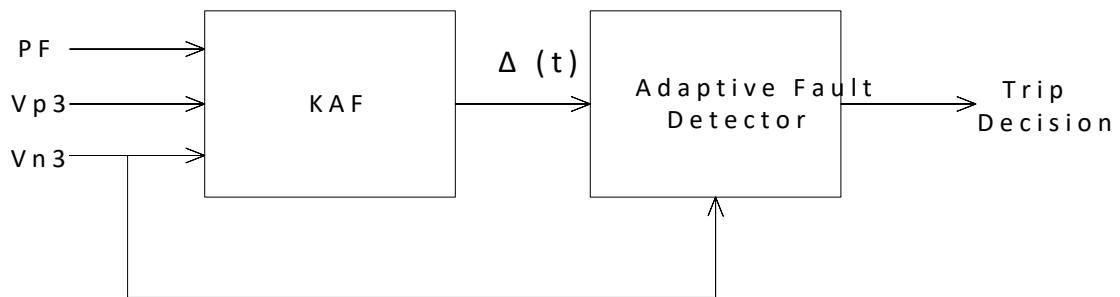 PF
Vp3
Vn3
KAF
Δ (t)
Adaptive Fault
Detector
Trip
Decision